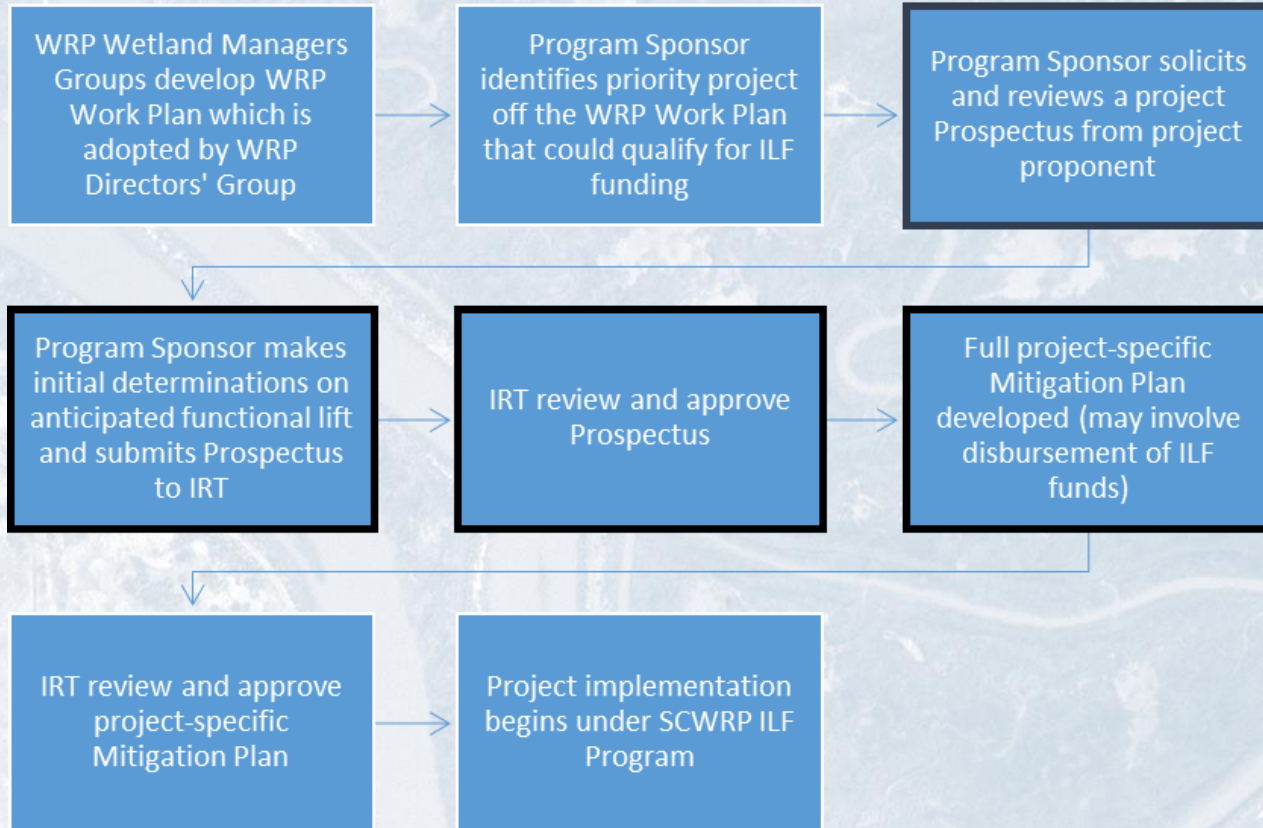 WRP Wetland Managers
Groups develop WRP
Work Plan which is
adopted by WRP
Directors' Group
Program Sponsor
identifies priority project
off the WRP Work Plan
that could qualify for ILF
funding
Program Sponsor solicits
and reviews a project
Prospectus from project
proponent
Program Sponsor makes
initial determinations on
anticipated functional lift
and submits Prospectus
to IRT
IRT review and approve
Prospectus
Full project-specific
Mitigation Plan
developed (may involve
disbursement of ILF
funds)
IRT review and approve
project-specific
Mitigation Plan
Project implementation
begins under SCWRP ILF
Program